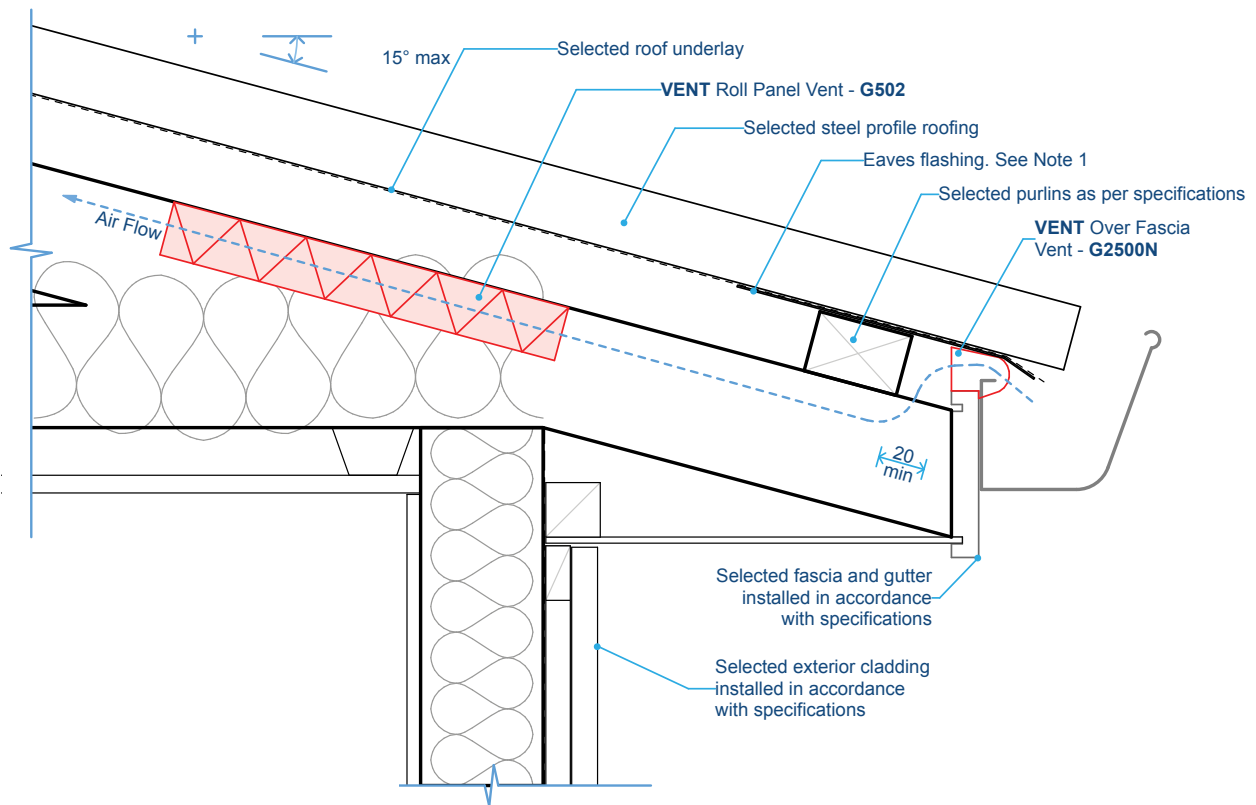 15° max
Selected roof underlay
VENT Roll Panel Vent - G502
Selected steel profile roofing
Eaves flashing. See Note 1
Selected purlins as per specifications
VENT Over Fascia
Vent - G2500N
Air Flow
20
min
Selected fascia and gutter
installed in accordance
with specifications
Selected exterior cladding
installed in accordance
with specifications